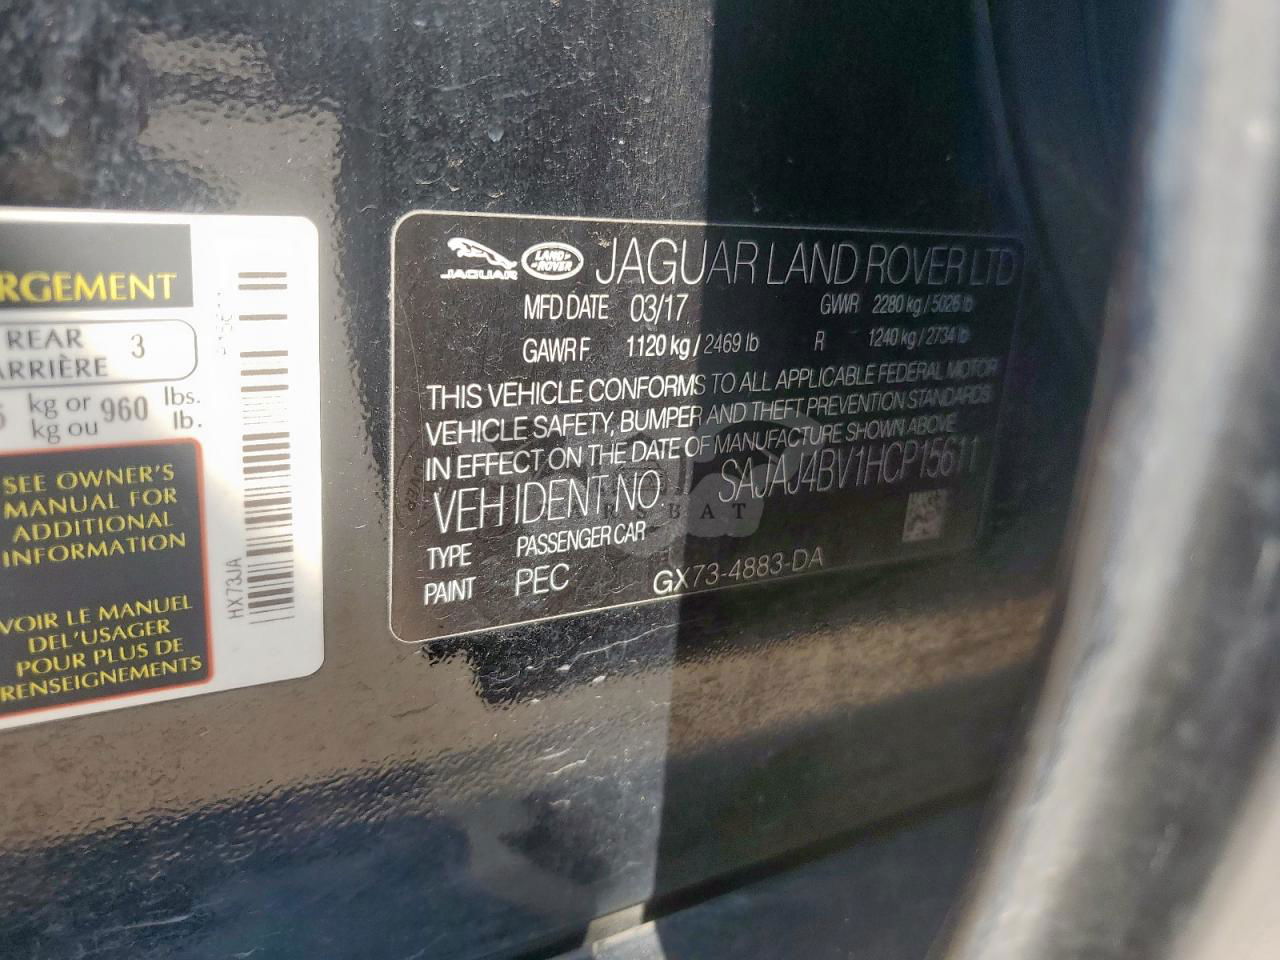 RGEMENT
REAR 3
ARRIÈRE
kg or 960 lbs.
kg ou lb.
SEE OWNER'S
MANUAL FOR
ADDITIONAL
INFORMATION
VOIR LE MANUEL
DEL'USAGER
POUR PLUS DE
RENSEIGNEMENTS
HX73JA
JAGUAR LAND ROVER JAGUAR LAND ROVER LTD
MFD DATE 03/17 GVWR 2280 kg / 5026 lb
GAWR F 1120 kg / 2469 lb R 1240 kg / 2734 lb
THIS VEHICLE CONFORMS TO ALL APPLICABLE FEDERAL MOTOR
VEHICLE SAFETY, BUMPER AND THEFT PREVENTION STANDARDS
IN EFFECT ON THE DATE OF MANUFACTURE SHOWN ABOVE
VEH IDENT NO SAJAJ4BV1HCP15611
TYPE PASSENGER CAR
PAINT PEC GX73-4883-DA